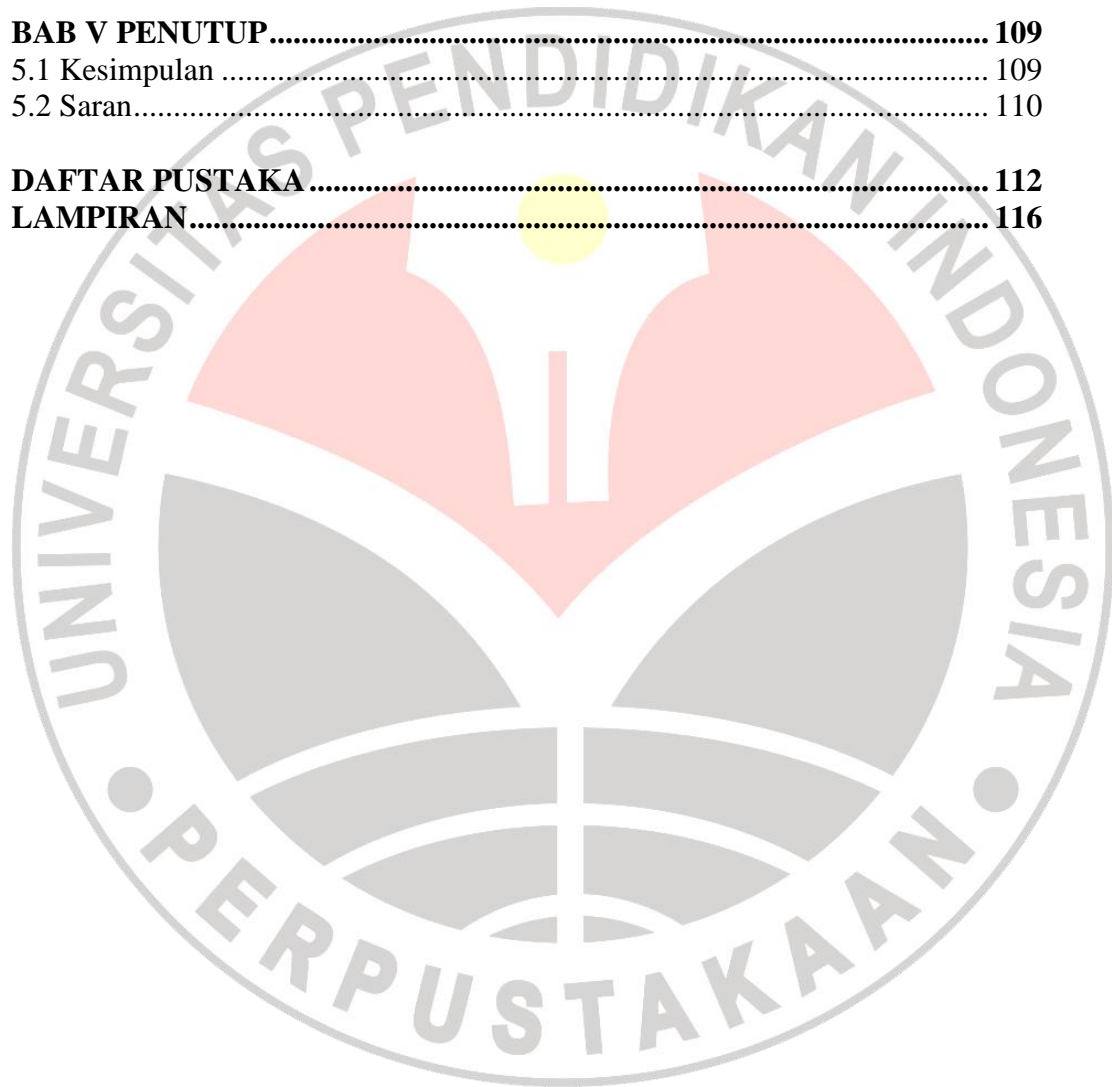 BAB V PENUTUP.......................................................................................... 109
5.1 Kesimpulan ................................................................................................ 109
5.2 Saran........................................................................................................... 110
DAFTAR PUSTAKA ..................................................................................... 112
LAMPIRAN.................................................................................................... 116
UNIVERSITAS PENDIDIKAN INDONESIA
PERPUSTAKAAN